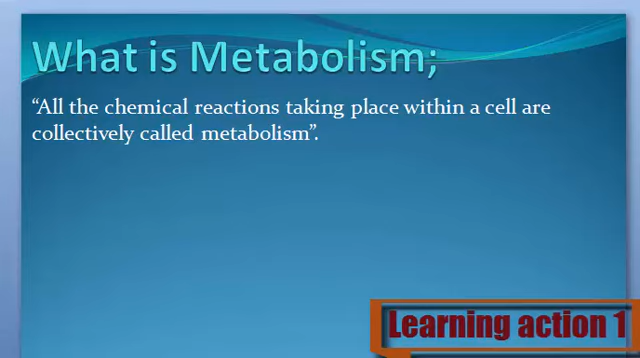 What is Metabolism;
“All the chemical reactions taking place within a cell are
collectively called metabolism”.
Learning action 1